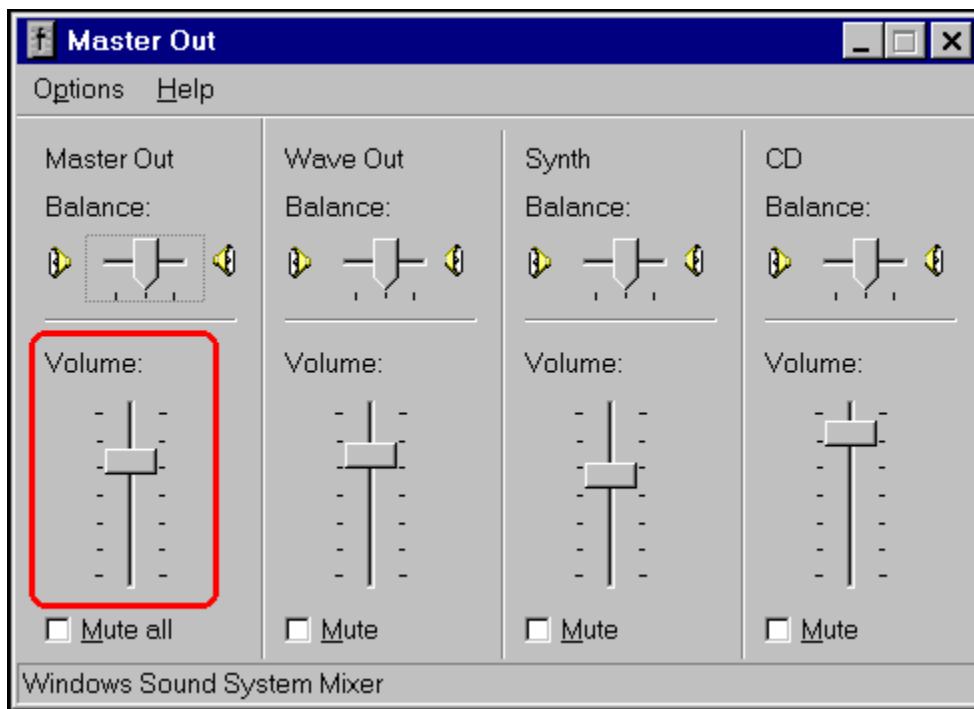 Master Out
Options Help
Master Out Wave Out Synth CD
Balance: Balance: Balance: Balance:
Volume: Volume: Volume: Volume:
Mute all Mute Mute Mute
Windows Sound System Mixer